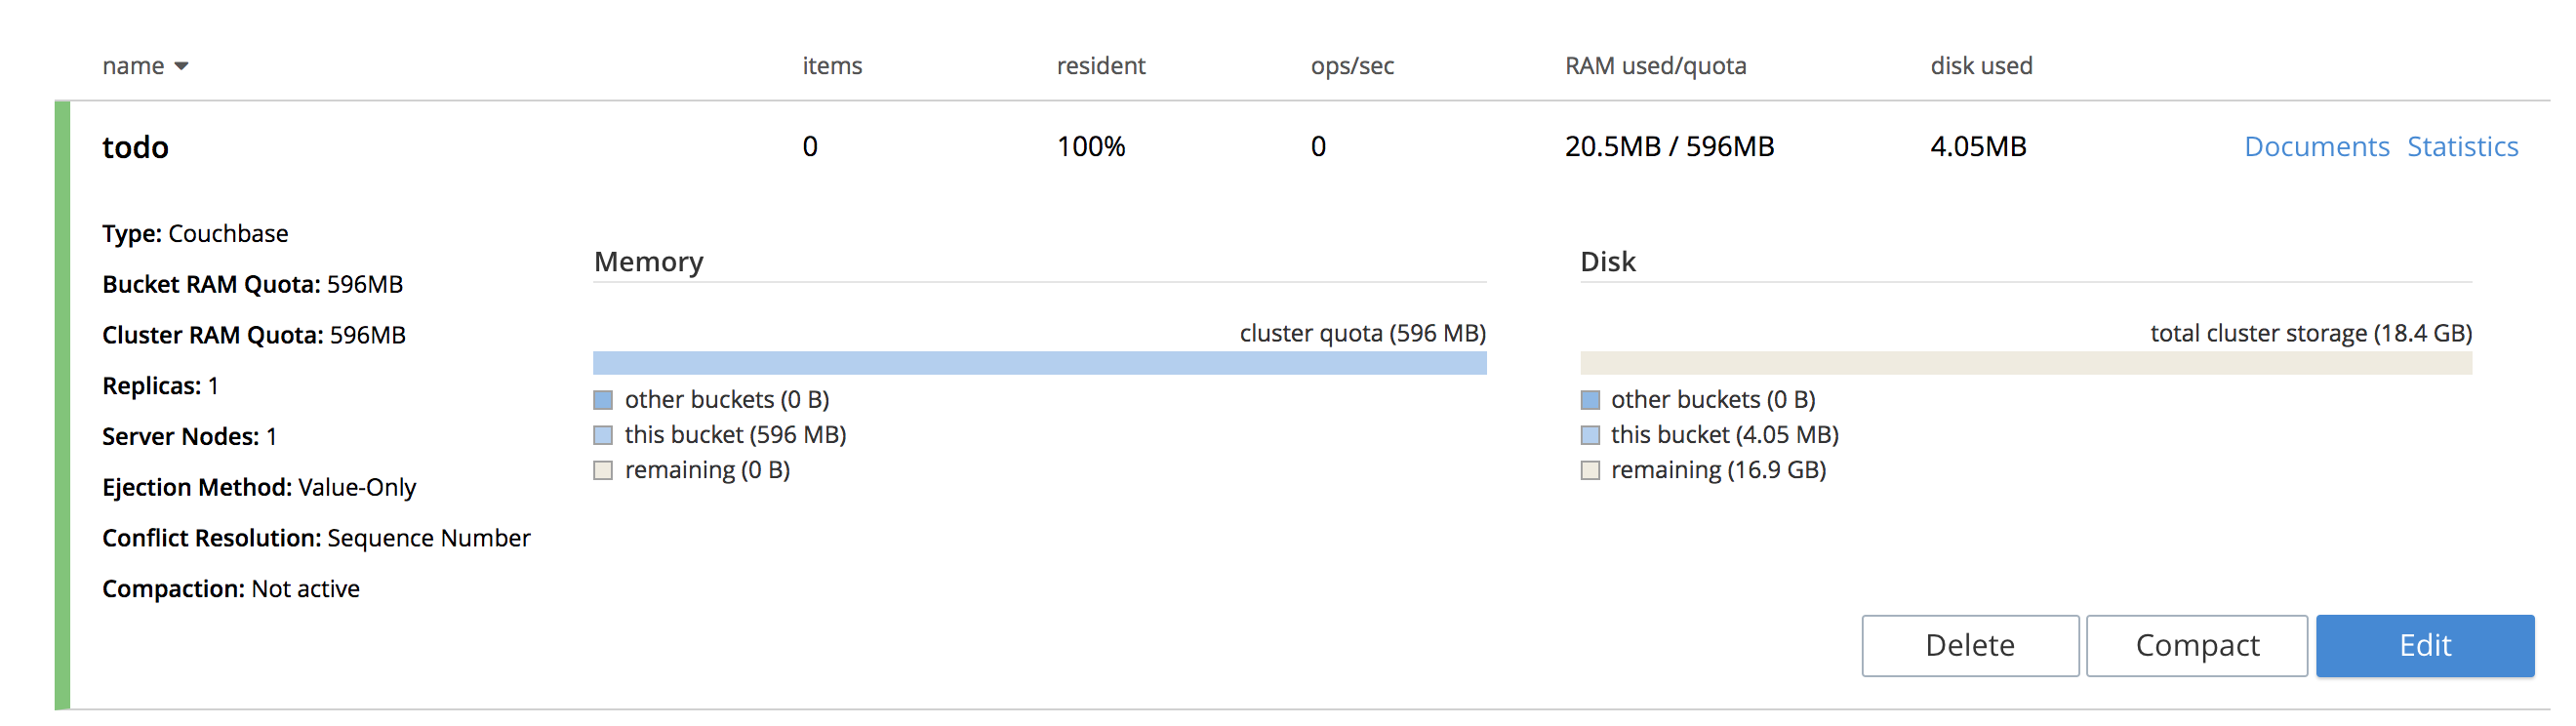 name items resident ops/sec RAM used/quota disk used
todo 0 100% 0 20.5MB / 596MB 4.05MB Documents Statistics
Type: Couchbase
Bucket RAM Quota: 596MB
Cluster RAM Quota: 596MB
Replicas: 1
Server Nodes: 1
Ejection Method: Value-Only
Conflict Resolution: Sequence Number
Compaction: Not active
Memory
cluster quota (596 MB)
other buckets (0 B)
this bucket (596 MB)
remaining (0 B)
Disk
total cluster storage (18.4 GB)
other buckets (0 B)
this bucket (4.05 MB)
remaining (16.9 GB)
Delete Compact Edit